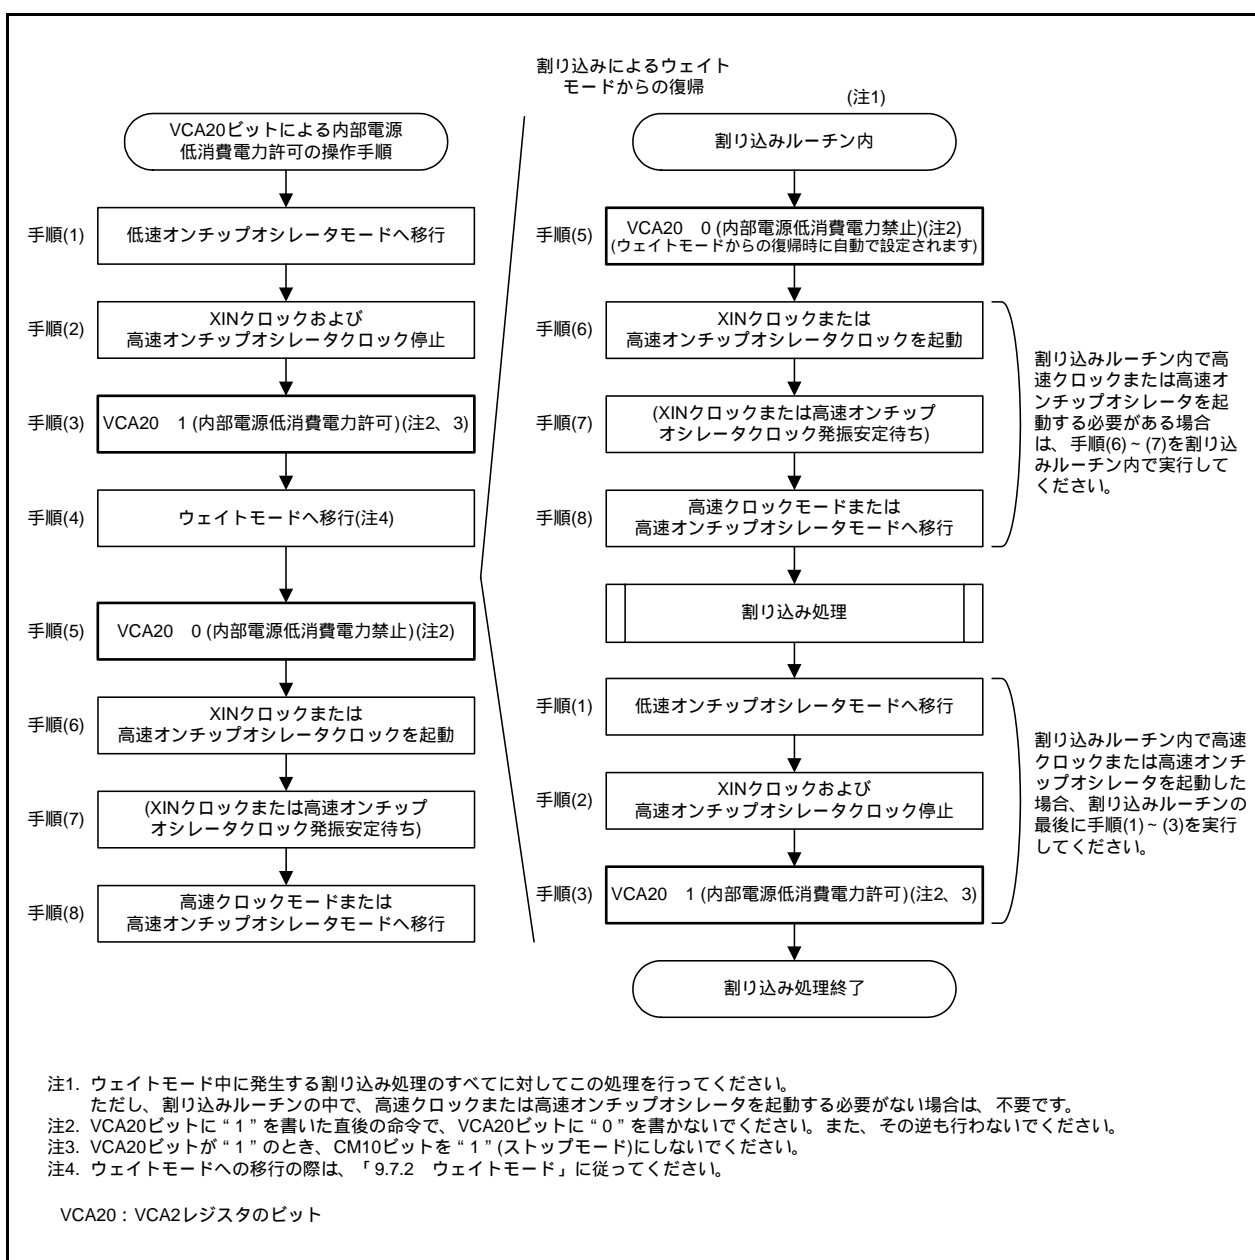 VCA20ビットによる内部電源
低消費電力許可の操作手順
手順(1)
低速オンチップオシレータモードへ移行
手順(2)
XINクロックおよび
高速オンチップオシレータクロック停止
手順(3)
VCA20 1 (内部電源低消費電力許可)(注2、3)
手順(4)
ウェイトモードへ移行(注4)
手順(5)
VCA20 0 (内部電源低消費電力禁止)(注2)
手順(6)
XINクロックまたは
高速オンチップオシレータクロックを起動
手順(7)
(XINクロックまたは高速オンチップ
オシレータクロック発振安定待ち)
手順(8)
高速クロックモードまたは
高速オンチップオシレータモードへ移行
割り込みによるウェイト
モードからの復帰
(注1)
割り込みルーチン内
手順(5)
VCA20 0 (内部電源低消費電力禁止)(注2)
(ウェイトモードからの復帰時に自動で設定されます)
手順(6)
XINクロックまたは
高速オンチップオシレータクロックを起動
手順(7)
(XINクロックまたは高速オンチップ
オシレータクロック発振安定待ち)
手順(8)
高速クロックモードまたは
高速オンチップオシレータモードへ移行
割り込みルーチン内で高
速クロックまたは高速オ
ンチップオシレータを起
動する必要がある場合
は、手順(6)~(7)を割り込
みルーチン内で実行して
ください。
割り込み処理
手順(1)
低速オンチップオシレータモードへ移行
手順(2)
XINクロックおよび
高速オンチップオシレータクロック停止
手順(3)
VCA20 1 (内部電源低消費電力許可)(注2、3)
割り込みルーチン内で高速
クロックまたは高速オンチ
ップオシレータを起動した
場合、割り込みルーチンの
最後に手順(1)~(3)を実行
してください。
割り込み処理終了
注1. ウェイトモード中に発生する割り込み処理のすべてに対してこの処理を行ってください。
ただし、割り込みルーチンの中で、高速クロックまたは高速オンチップオシレータを起動する必要がない場合は、不要です。
注2. VCA20ビットに“1”を書いた直後の命令で、VCA20ビットに“0”を書かないでください。また、その逆も行わないでください。
注3. VCA20ビットが“1”のとき、CM10ビットを“1”(ストップモード)にしないでください。
注4. ウェイトモードへの移行の際は、「9.7.2 ウェイトモード」に従ってください。
VCA20:VCA2レジスタのビット